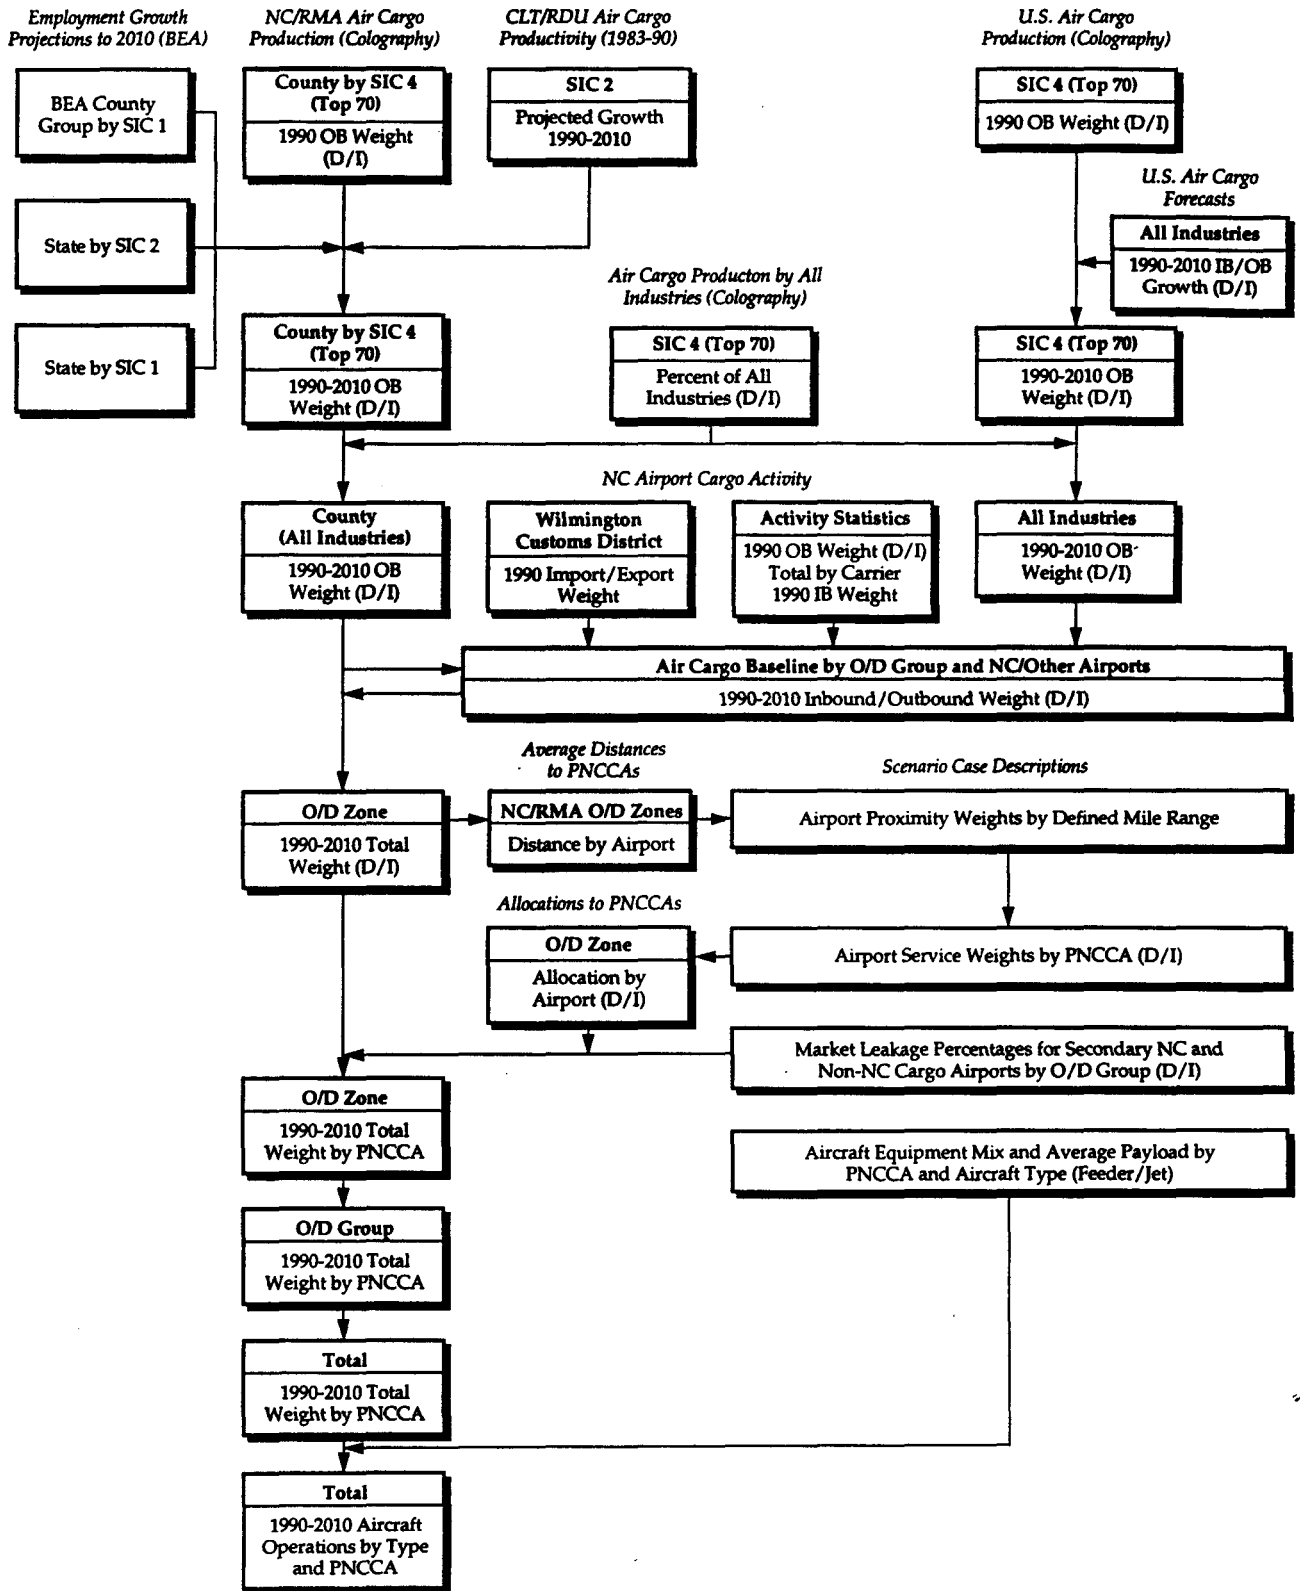 Employment Growth
Projections to 2010 (BEA)
NC/RMA Air Cargo
Production (Colography)
CLT/RDU Air Cargo
Productivity (1983-90)
U.S. Air Cargo
Production (Colography)
BEA County
Group by SIC 1
County by SIC 4
(Top 70)
1990 OB Weight
(D/I)
SIC 2
Projected Growth
1990-2010
SIC 4 (Top 70)
1990 OB Weight (D/I)
U.S. Air Cargo
Forecasts
State by SIC 2
All Industries
1990-2010 IB/OB
Growth (D/I)
Air Cargo Producton by All
Industries (Colography)
State by SIC 1
County by SIC 4
(Top 70)
1990-2010 OB
Weight (D/I)
SIC 4 (Top 70)
Percent of All
Industries (D/I)
SIC 4 (Top 70)
1990-2010 OB
Weight (D/I)
NC Airport Cargo Activity
County
(All Industries)
1990-2010 OB
Weight (D/I)
Wilmington
Customs District
1990 Import/Export
Weight
Activity Statistics
1990 OB Weight (D/I)
Total by Carrier
1990 IB Weight
All Industries
1990-2010 OB
Weight (D/I)
Air Cargo Baseline by O/D Group and NC/Other Airports
1990-2010 Inbound/Outbound Weight (D/I)
Average Distances
to PNCCAs
Scenario Case Descriptions
O/D Zone
1990-2010 Total
Weight (D/I)
NC/RMA O/D Zones
Distance by Airport
Airport Proximity Weights by Defined Mile Range
Allocations to PNCCAs
O/D Zone
Allocation by
Airport (D/I)
Airport Service Weights by PNCCA (D/I)
Market Leakage Percentages for Secondary NC and
Non-NC Cargo Airports by O/D Group (D/I)
O/D Zone
1990-2010 Total
Weight by PNCCA
Aircraft Equipment Mix and Average Payload by
PNCCA and Aircraft Type (Feeder/Jet)
O/D Group
1990-2010 Total
Weight by PNCCA
Total
1990-2010 Total
Weight by PNCCA
Total
1990-2010 Aircraft
Operations by Type
and PNCCA